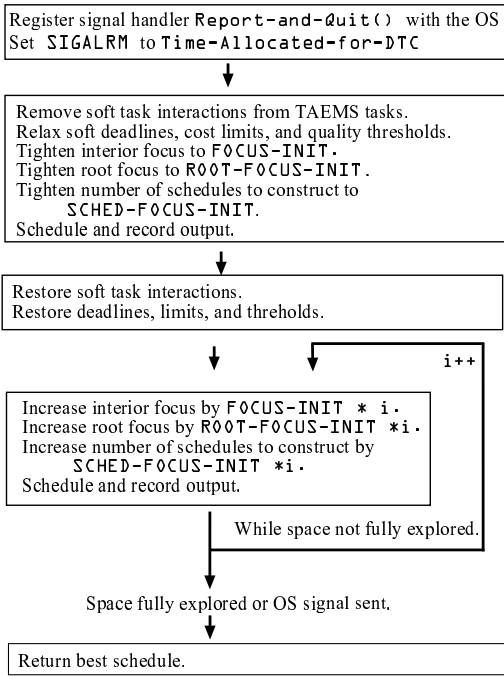 Register signal handler Report-and-Quit() with the OS
Set SIGALRM to Time-Allocated-for-DTC
Remove soft task interactions from TAEMS tasks.
Relax soft deadlines, cost limits, and quality thresholds.
Tighten interior focus to FOCUS-INIT.
Tighten root focus to ROOT-FOCUS-INIT.
Tighten number of schedules to construct to
SCHED-FOCUS-INIT.
Schedule and record output.
Restore soft task interactions.
Restore deadlines, limits, and threholds.
i++
Increase interior focus by FOCUS-INIT * i.
Increase root focus by ROOT-FOCUS-INIT *i.
Increase number of schedules to construct by
SCHED-FOCUS-INIT *i.
Schedule and record output.
While space not fully explored.
Space fully explored or OS signal sent.
Return best schedule.